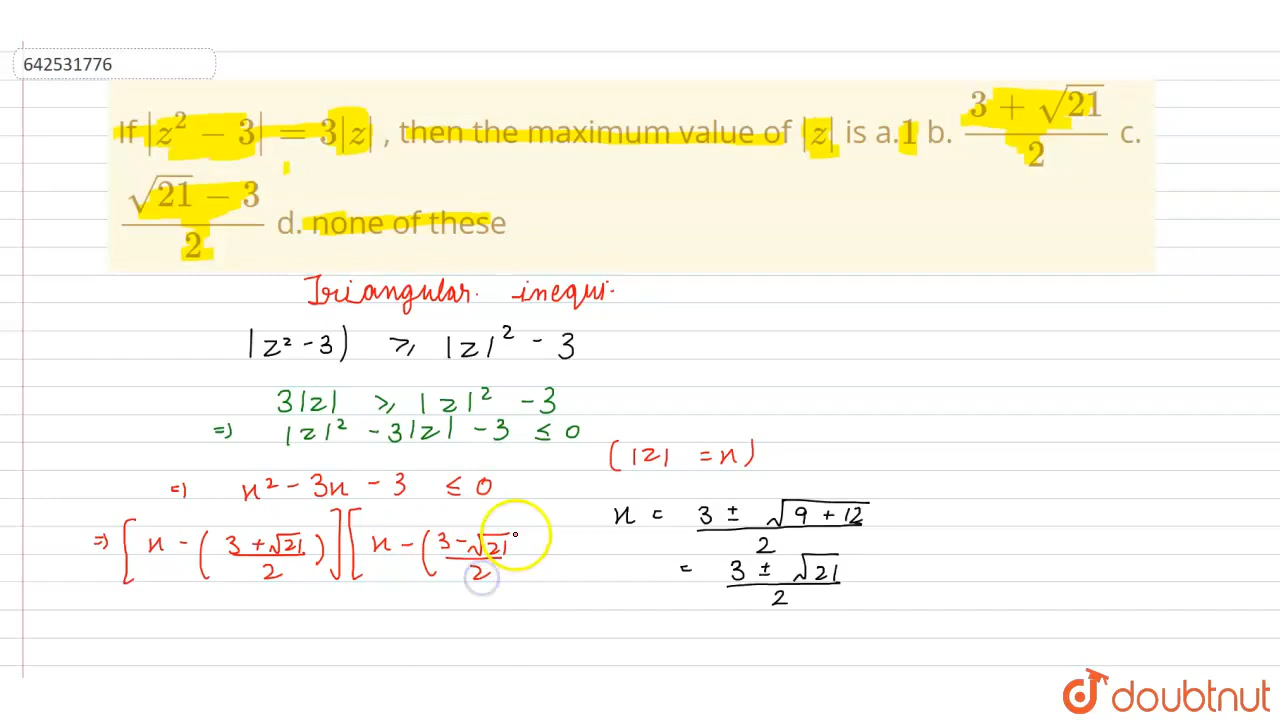 642531776
If |z² − 3| = 3|z| , then the maximum value of |z| is a.1 b. (3 + √21)/2 c.
(√21 − 3)/2 d. none of these
Triangular. inequi.
|z² - 3) ⩾ |z|² - 3
3|z| ⩾ |z|² - 3
=) |z|² - 3|z| - 3 ≤ 0
(|z| = x)
=) x² - 3x - 3 ≤ 0
x = (3 ± √(9 + 12))/2
=) [x - ((3 + √21)/2)] [x - ((3 - √21)/2
= (3 ± √21)/2
doubtnut